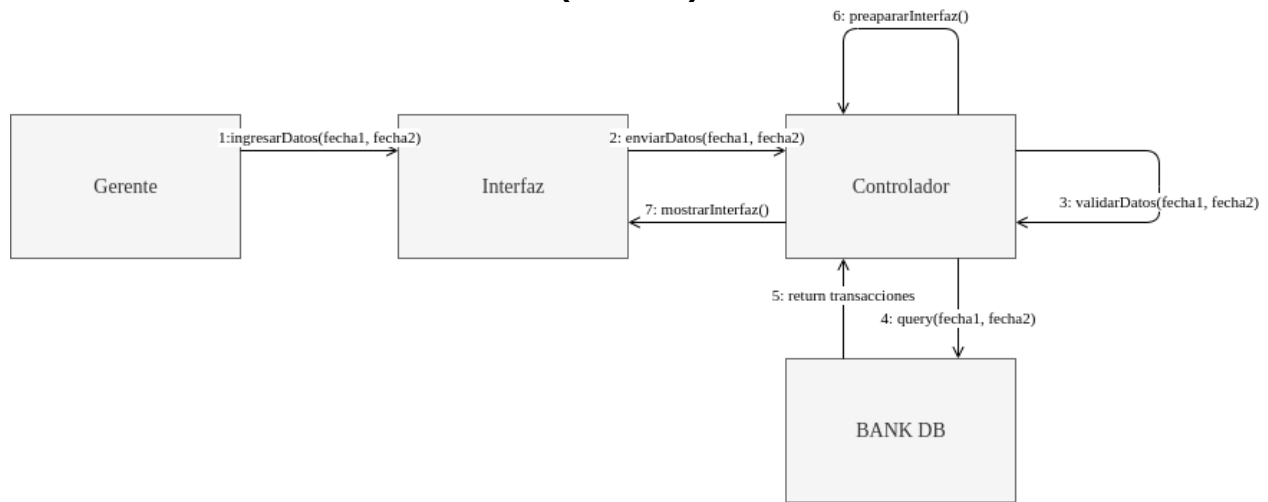 6: preapararInterfaz()
1:ingresarDatos(fecha1, fecha2)
2: enviarDatos(fecha1, fecha2)
Gerente
Interfaz
Controlador
3: validarDatos(fecha1, fecha2)
7: mostrarInterfaz()
5: return transacciones
4: query(fecha1, fecha2)
BANK DB